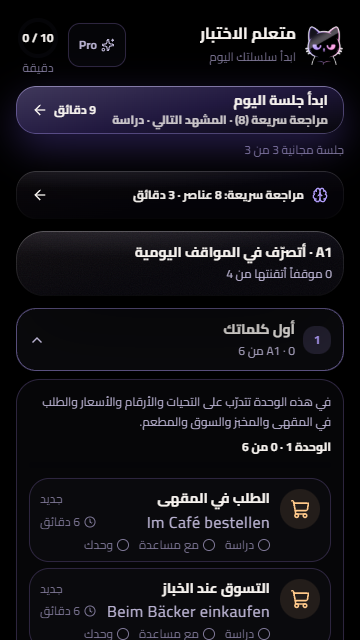 متعلم الاختبار
ابدأ سلسلتك اليوم
Pro
0 / 10
دقيقة
ابدأ جلسة اليوم
مراجعة سريعة (8) · المشهد التالي · دراسة
9 دقائق
جلسة مجانية 3 من 3
مراجعة سريعة: 8 عناصر · 3 دقائق
A1 · أتصرّف في المواقف اليومية
0 موقفاً أتقنتها من 4
1
أول كلماتك
A1 · 0 من 6
في هذه الوحدة تتدرّب على التحيات والأرقام والأسعار والطلب
في المقهى والمخبز والسوق والمطعم.
الوحدة 1 · 0 من 6
الطلب في المقهى
جديد
Im Café bestellen
6 دقائق
دراسة
مع مساعدة
وحدك
التسوق عند الخباز
جديد
Beim Bäcker einkaufen
6 دقائق
دراسة
مع مساعدة
وحدك